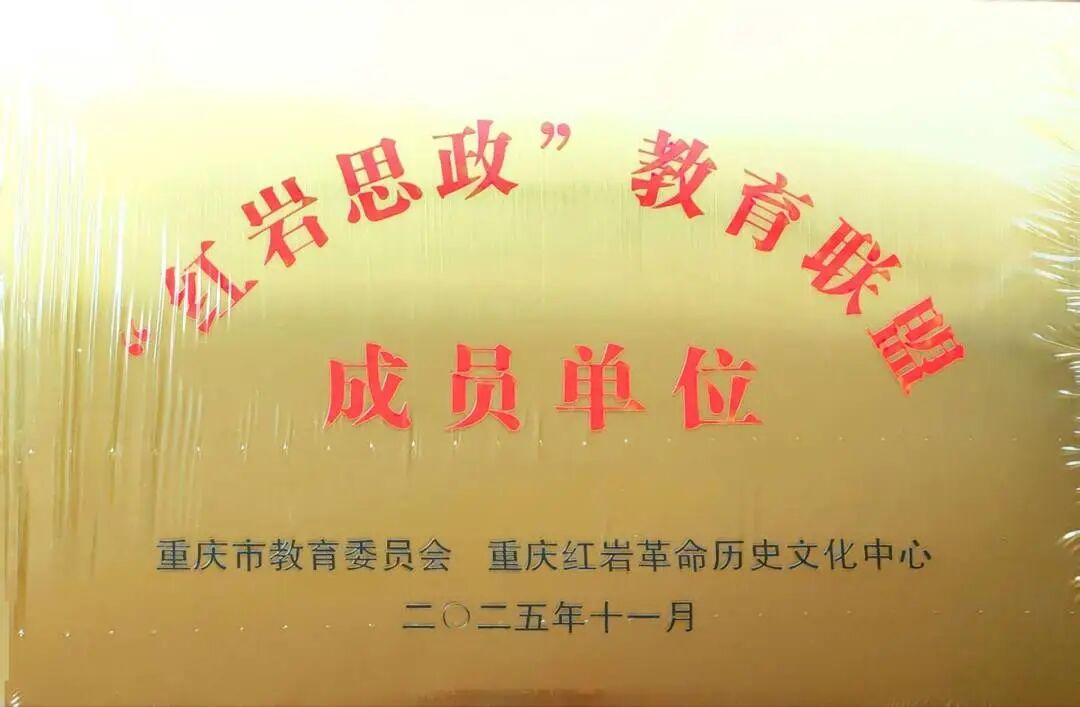 “红岩思政”教育联盟
成员单位
重庆市教育委员会 重庆红岩革命历史文化中心
二〇二五年十一月